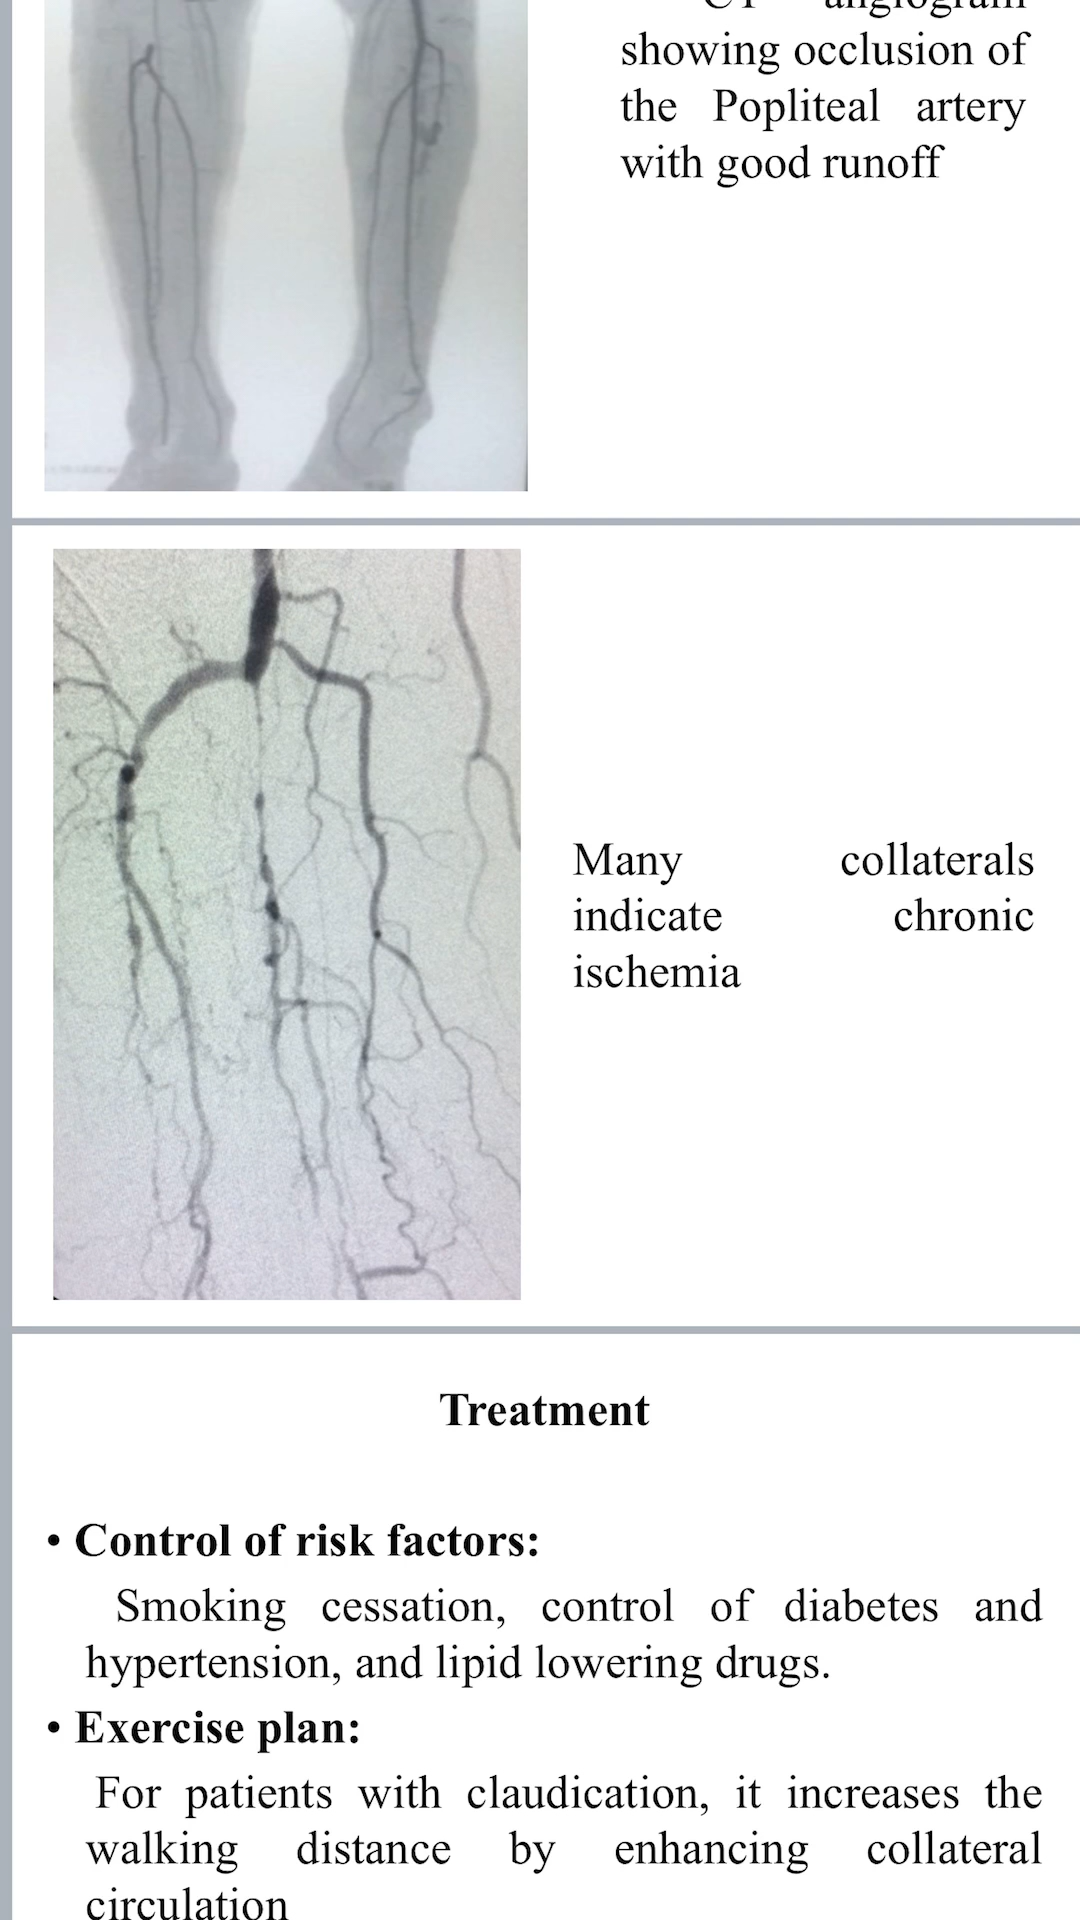 CT angiogram
showing occlusion of
the Popliteal artery
with good runoff
Many collaterals
indicate chronic
ischemia
Treatment
• Control of risk factors:
Smoking cessation, control of diabetes and
hypertension, and lipid lowering drugs.
• Exercise plan:
For patients with claudication, it increases the
walking distance by enhancing collateral
circulation